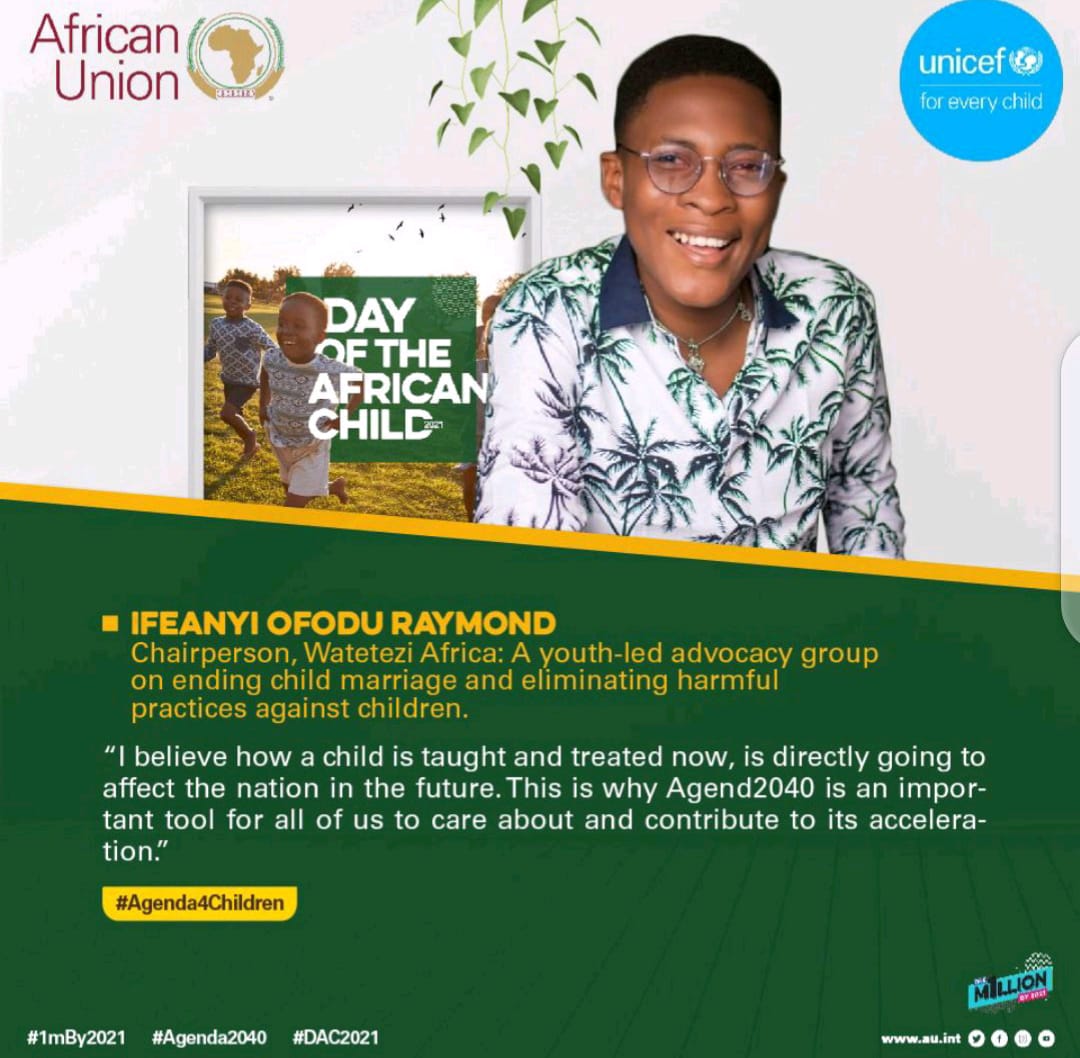 African
Union
unicef
for every child
DAY
OF THE
AFRICAN
CHILD 2021
IFEANYI OFODU RAYMOND
Chairperson, Watetezi Africa: A youth-led advocacy group
on ending child marriage and eliminating harmful
practices against children.
“I believe how a child is taught and treated now, is directly going to
affect the nation in the future. This is why Agend2040 is an impor-
tant tool for all of us to care about and contribute to its accelera-
tion.”
#Agenda4Children
M1LLION
BY 2021
#1mBy2021 #Agenda2040 #DAC2021
www.au.int